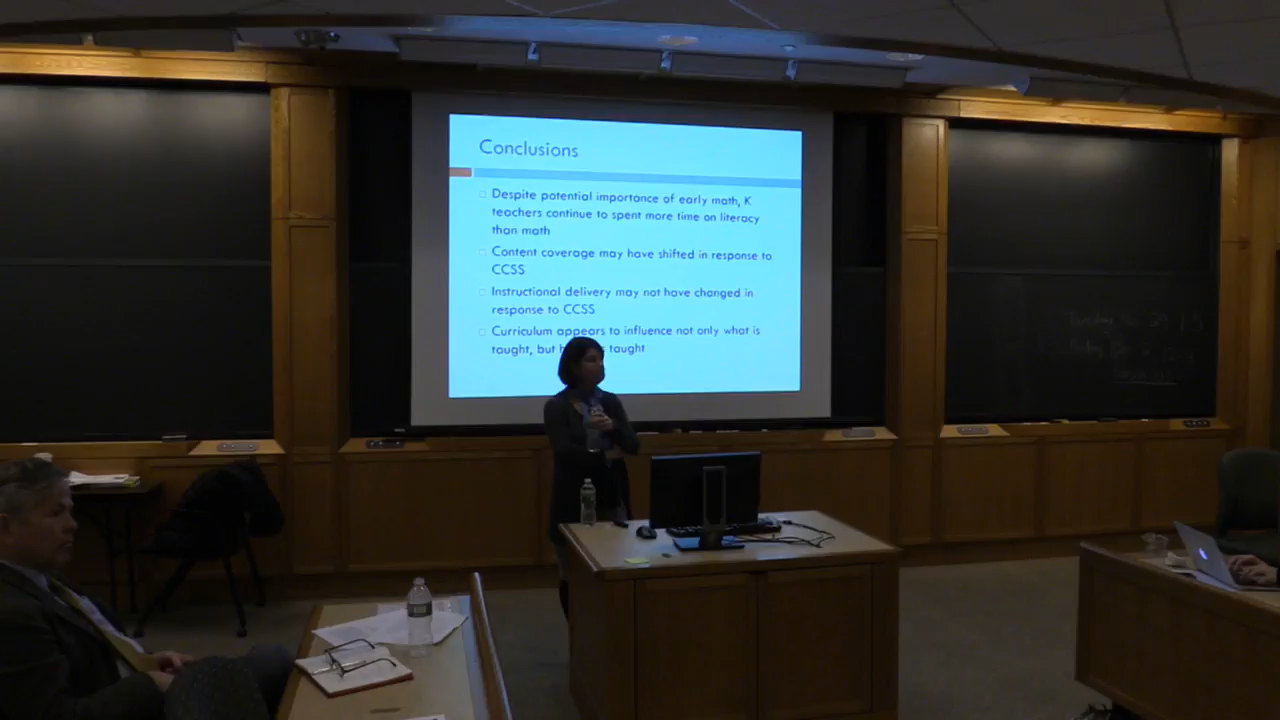 Conclusions
Despite potential importance of early math, K
teachers continue to spent more time on literacy
than math
Content coverage may have shifted in response to
CCSS
Instructional delivery may not have changed in
response to CCSS
Curriculum appears to influence not only what is
taught, but taught